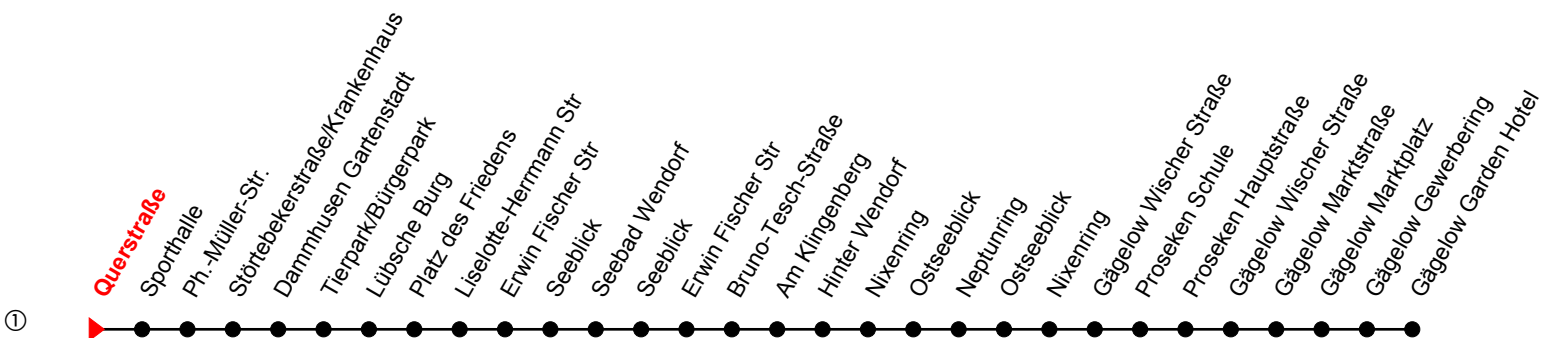 Querstraße
Sporthalle
Ph.-Müller-Str.
Störtebekerstraße/Krankenhaus
Dammhusen Gartenstadt
Tierpark/Bürgerpark
Lübsche Burg
Platz des Friedens
Liselotte-Herrmann Str
Erwin Fischer Str
Seeblick
Seebad Wendorf
Seeblick
Erwin Fischer Str
Bruno-Tesch-Straße
Am Klingenberg
Hinter Wendorf
Nixenring
Ostseeblick
Neptunring
Ostseeblick
Nixenring
Gägelow Wischer Straße
Proseken Schule
Proseken Hauptstraße
Gägelow Wischer Straße
Gägelow Marktstraße
Gägelow Marktplatz
Gägelow Gewerbering
Gägelow Garden Hotel
①